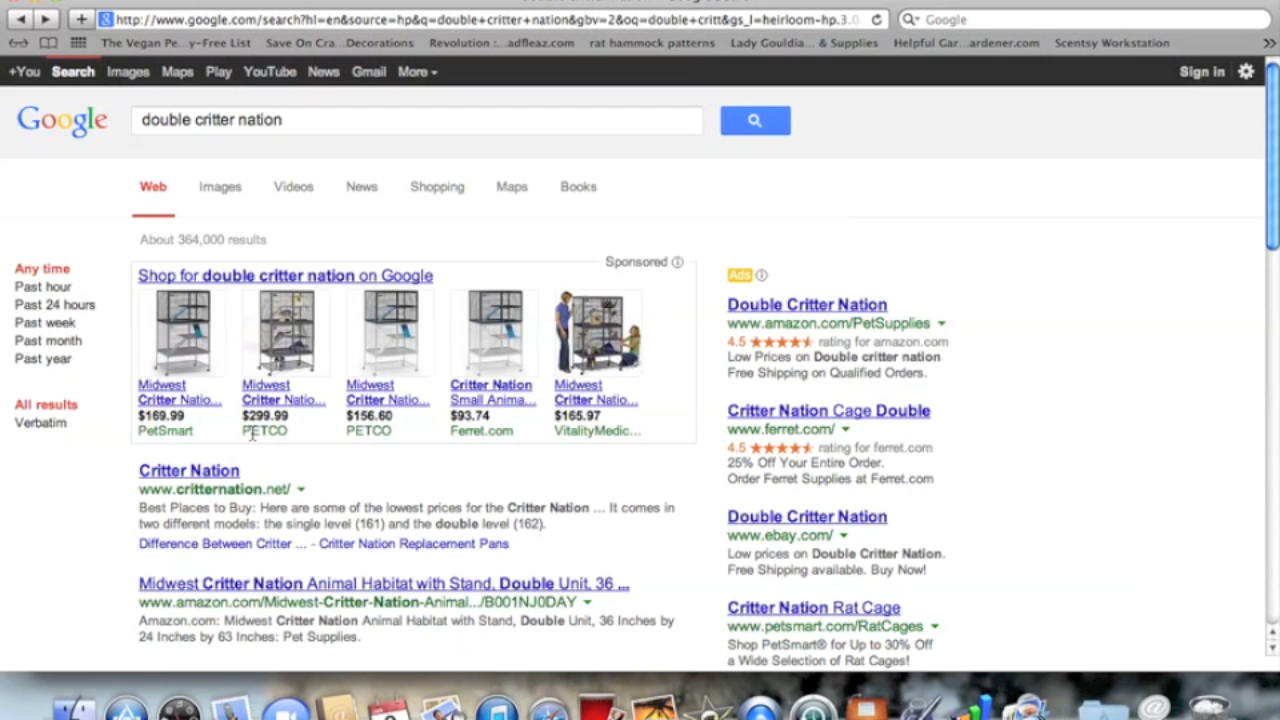 http://www.google.com/search?hl=en&source=hp&q=double+critter+nation&gbv=2&oq=double+critt&gs_l=heirloom-hp.3.0
Google
The Vegan Pe...y-Free List Save On Cra...Decorations Revolution :...adfleaz.com rat hammock patterns Lady Gouldia... & Supplies Helpful Gar...ardener.com Scentsy Workstation
+You Search Images Maps Play YouTube News Gmail More Sign in
Google double critter nation
Web Images Videos News Shopping Maps Books
About 364,000 results
Any time
Past hour
Past 24 hours
Past week
Past month
Past year
All results
Verbatim
Sponsored
Shop for double critter nation on Google
Midwest Critter Natio...
$169.99
PetSmart
Midwest Critter Natio...
$299.99
PETCO
Midwest Critter Natio...
$156.60
PETCO
Critter Nation Small Anima...
$93.74
Ferret.com
Midwest Critter Natio...
$165.97
VitalityMedic...
Critter Nation
www.critternation.net/
Best Places to Buy: Here are some of the lowest prices for the Critter Nation ... It comes in
two different models: the single level (161) and the double level (162).
Difference Between Critter ... - Critter Nation Replacement Pans
Midwest Critter Nation Animal Habitat with Stand, Double Unit, 36 ...
www.amazon.com/Midwest-Critter-Nation-Animal.../B001NJ0DAY
Amazon.com: Midwest Critter Nation Animal Habitat with Stand, Double Unit, 36 Inches by
24 Inches by 63 Inches: Pet Supplies.
Ads
Double Critter Nation
www.amazon.com/PetSupplies
4.5 rating for amazon.com
Low Prices on Double critter nation
Free Shipping on Qualified Orders.
Critter Nation Cage Double
www.ferret.com/
4.5 rating for ferret.com
25% Off Your Entire Order.
Order Ferret Supplies at Ferret.com
Double Critter Nation
www.ebay.com/
Low prices on Double Critter Nation.
Free Shipping available. Buy Now!
Critter Nation Rat Cage
www.petsmart.com/RatCages
Shop PetSmart® for Up to 30% Off
a Wide Selection of Rat Cages!